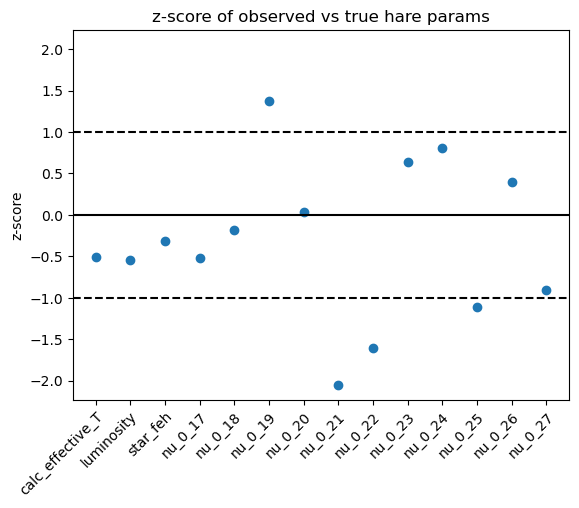 z-score of observed vs true hare params
z-score
2.0
1.5
1.0
0.5
0.0
−0.5
−1.0
−1.5
−2.0
calc_effective_T
luminosity
star_feh
nu_0_17
nu_0_18
nu_0_19
nu_0_20
nu_0_21
nu_0_22
nu_0_23
nu_0_24
nu_0_25
nu_0_26
nu_0_27